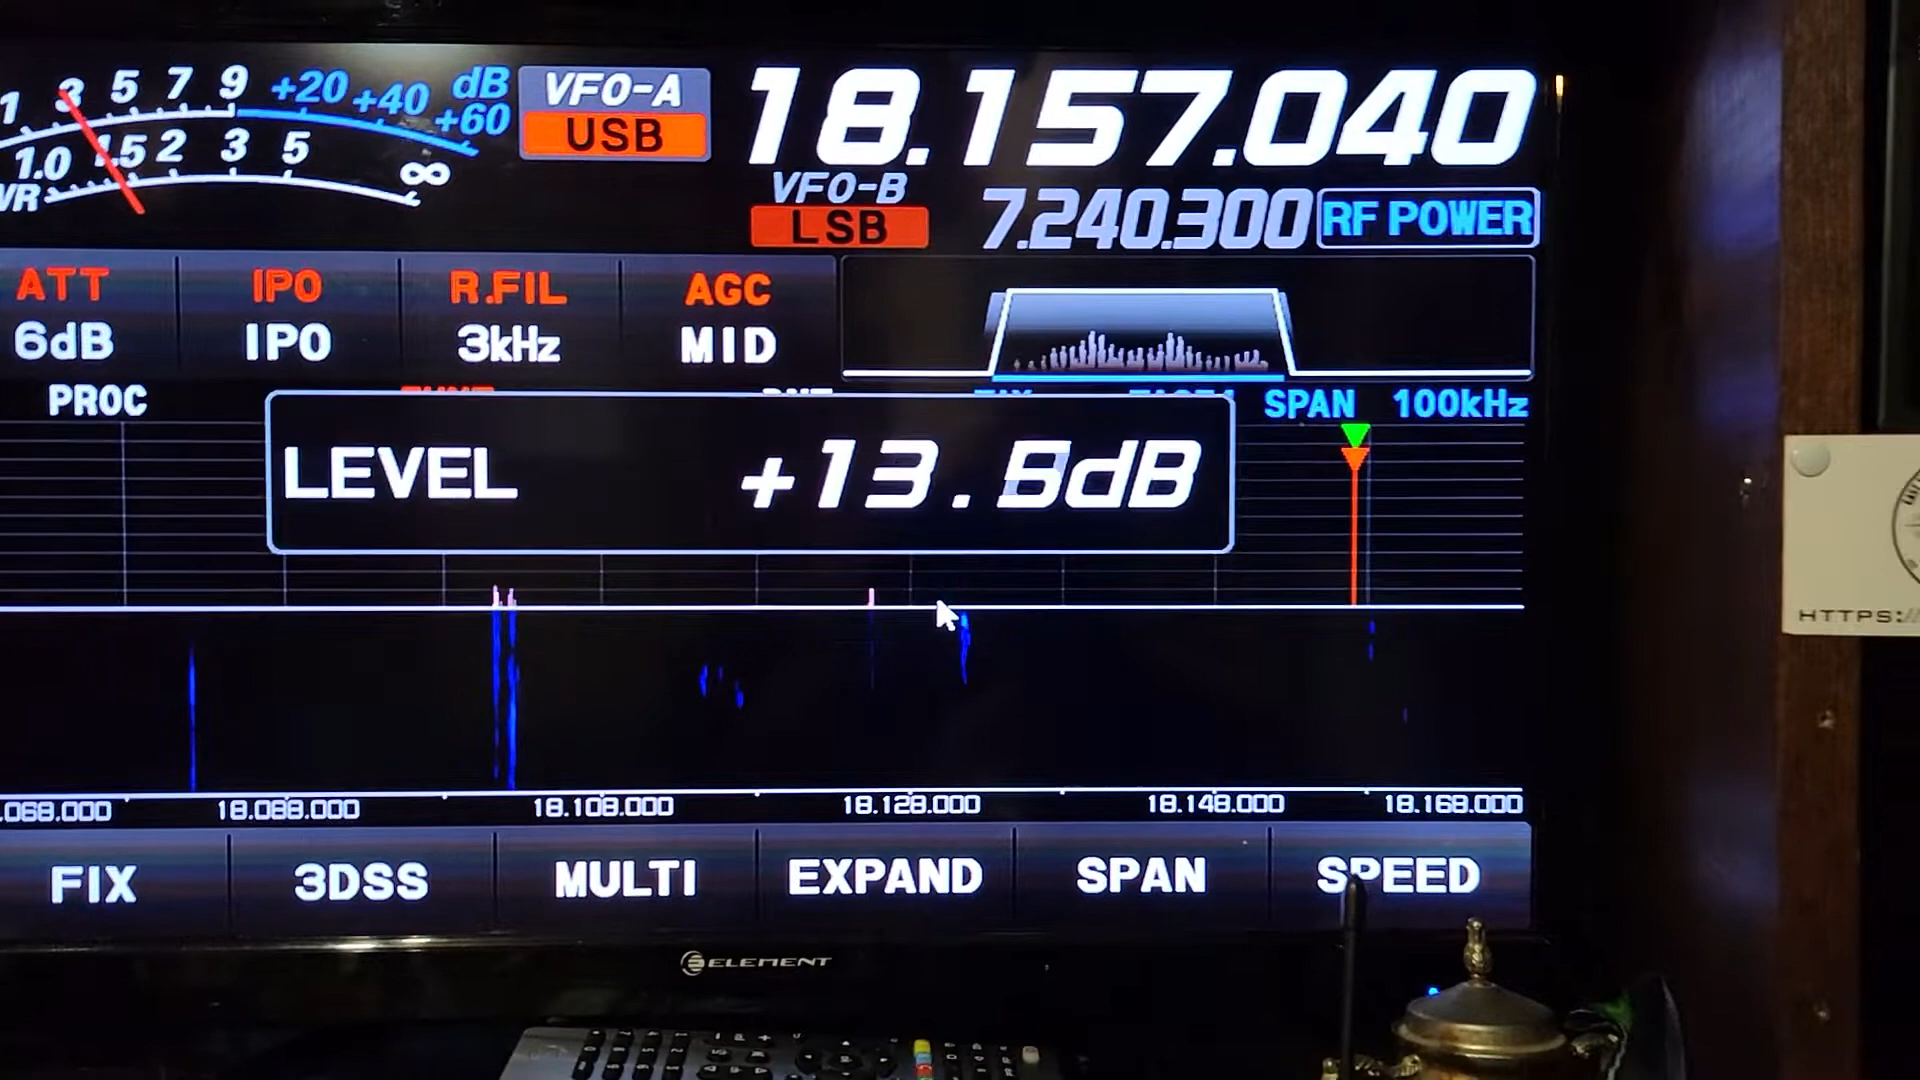 1 3 5 7 9 +20 +40 +60 dB
1.0 1.5 2 3 5 ∞
VFO-A
USB
18.157.040
VFO-B
LSB
7.240.300
RF POWER
ATT IPO R.FIL AGC
6dB IPO 3kHz MID
PROC
SPAN 100kHz
LEVEL
.068.000 18.088.000 18.108.000 18.128.000 18.148.000 18.168.000
FIX 3DSS MULTI EXPAND SPAN SPEED
ELEMENT
HTTPS:/